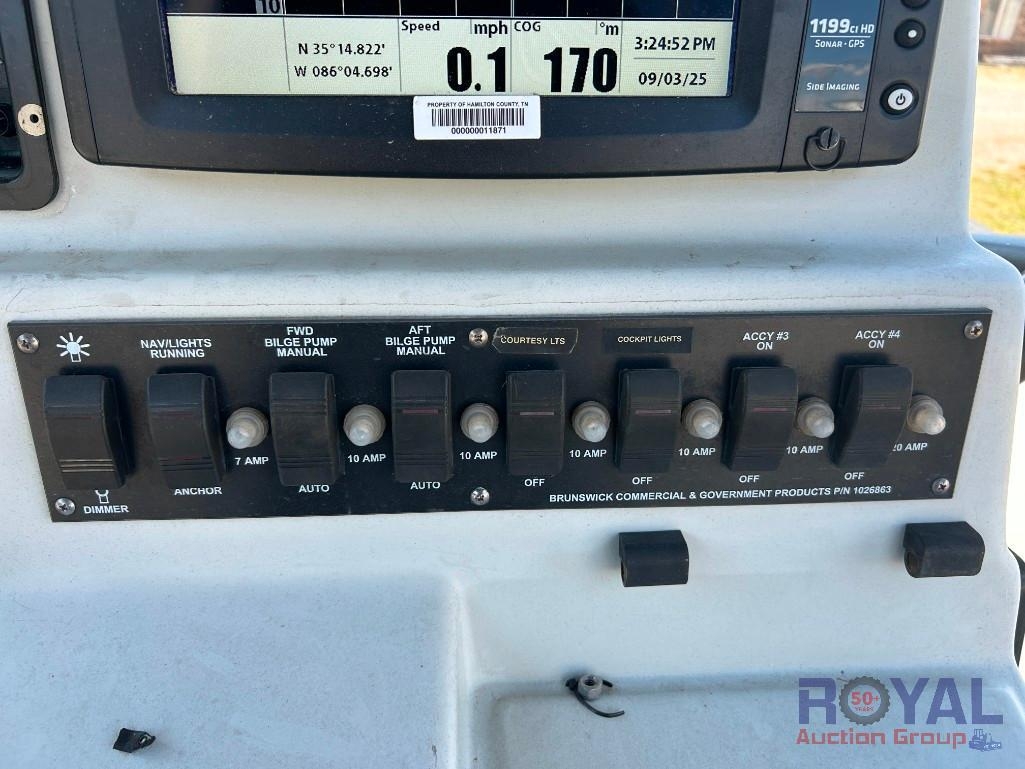 10
Speed mph COG °m
N 35°14.822'
W 086°04.698'
0.1 170
3:24:52 PM
09/03/25
1199CI HD
SONAR · GPS
SIDE IMAGING
PROPERTY OF HAMILTON COUNTY, TN
000000011871
NAV/LIGHTS
RUNNING
FWD
BILGE PUMP
MANUAL
AFT
BILGE PUMP
MANUAL
COURTESY LTS
COCKPIT LIGHTS
ACCY #3
ON
ACCY #4
ON
7 AMP
10 AMP
10 AMP
10 AMP
10 AMP
10 AMP
20 AMP
DIMMER
ANCHOR
AUTO
AUTO
OFF
OFF
OFF
OFF
BRUNSWICK COMMERCIAL & GOVERNMENT PRODUCTS P/N 1026863
ROYAL
50+
YEARS
Auction Group